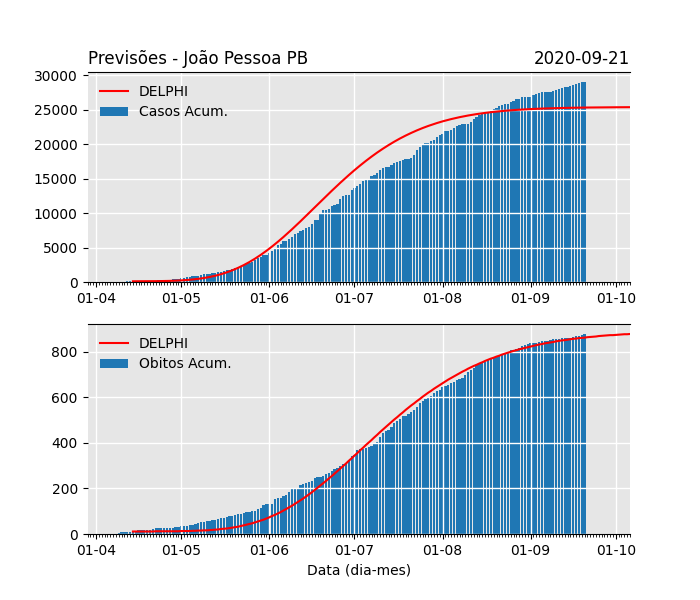 Previsões - João Pessoa PB 2020-09-21
DELPHI
Casos Acum.
30000
25000
20000
15000
10000
5000
0
01-04 01-05 01-06 01-07 01-08 01-09 01-10
DELPHI
Obitos Acum.
800
600
400
200
0
01-04 01-05 01-06 01-07 01-08 01-09 01-10
Data (dia-mes)